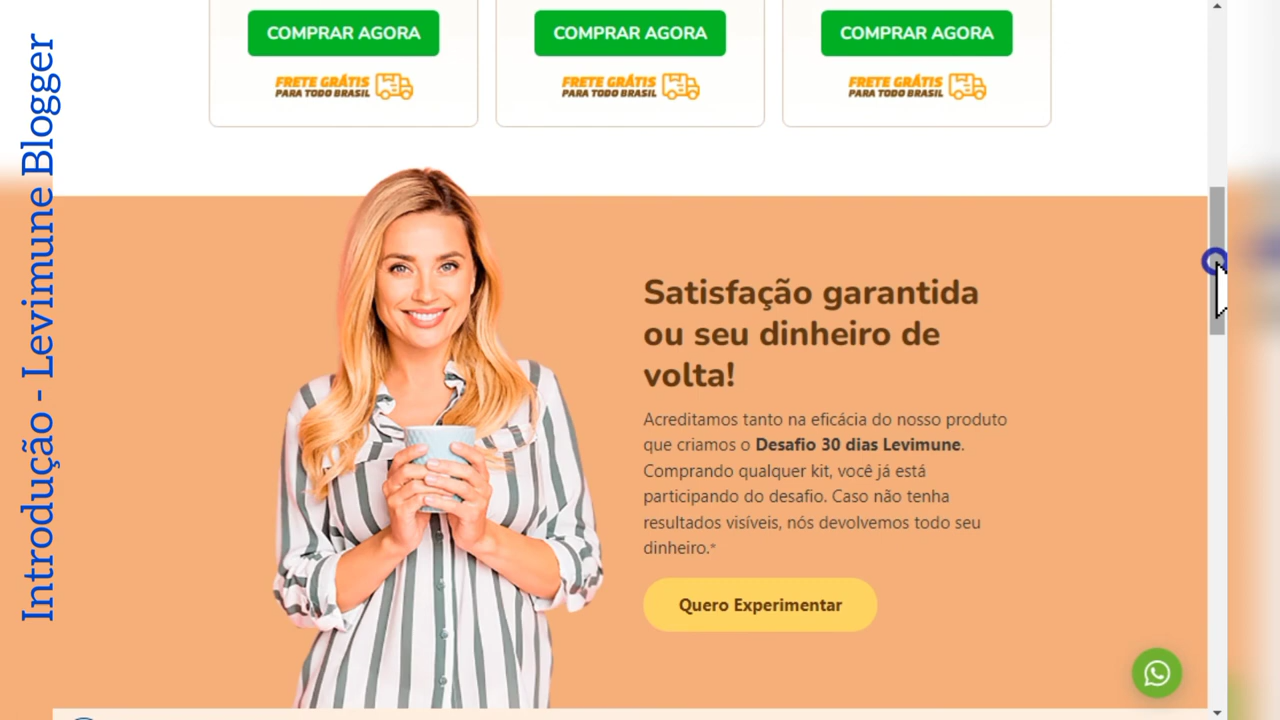 Introdução - Levimune Blogger
COMPRAR AGORA
COMPRAR AGORA
COMPRAR AGORA
FRETE GRÁTIS
PARA TODO BRASIL
FRETE GRÁTIS
PARA TODO BRASIL
FRETE GRÁTIS
PARA TODO BRASIL
Satisfação garantida
ou seu dinheiro de
volta!
Acreditamos tanto na eficácia do nosso produto
que criamos o Desafio 30 dias Levimune.
Comprando qualquer kit, você já está
participando do desafio. Caso não tenha
resultados visíveis, nós devolvemos todo seu
dinheiro.*
Quero Experimentar